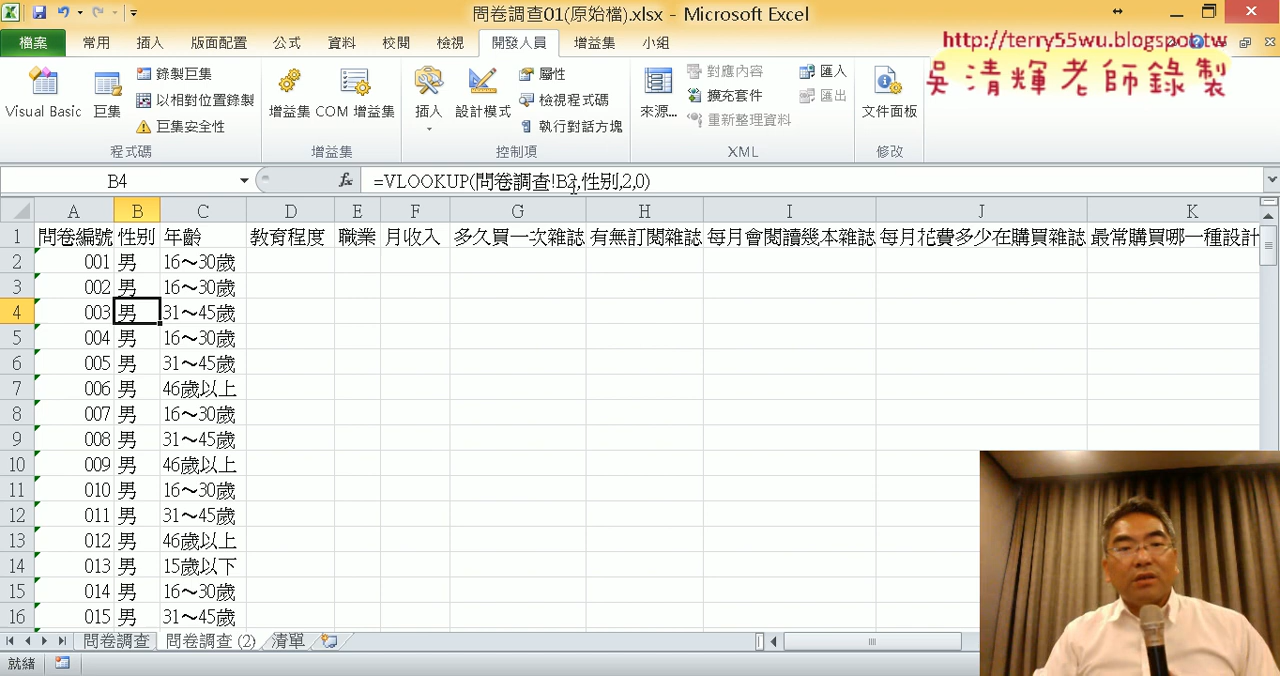 問卷調查01(原始檔).xlsx - Microsoft Excel
檔案 常用 插入 版面配置 公式 資料 校閱 檢視 開發人員 增益集 小組
http://terry55wu.blogspot.tw
吳清輝老師錄製
Visual Basic 巨集 錄製巨集 以相對位置錄製 巨集安全性
增益集 COM 增益集
插入 設計模式 屬性 檢視程式碼 執行對話方塊
來源... 對應內容 擴充套件 重新整理資料 匯入 匯出
文件面板
程式碼 增益集 控制項 XML 修改
B4 fx =VLOOKUP(問卷調查!B3,性別,2,0)
A B C D E F G H I J K
1 問卷編號 性別 年齡 教育程度 職業 月收入 多久買一次雜誌 有無訂閱雜誌 每月會閱讀幾本雜誌 每月花費多少在購買雜誌 最常購買哪一種設計
2 001 男 16～30歲
3 002 男 16～30歲
4 003 男 31～45歲
5 004 男 16～30歲
6 005 男 31～45歲
7 006 男 46歲以上
8 007 男 16～30歲
9 008 男 31～45歲
10 009 男 46歲以上
11 010 男 16～30歲
12 011 男 31～45歲
13 012 男 46歲以上
14 013 男 15歲以下
15 014 男 16～30歲
16 015 男 31～45歲
問卷調查 問卷調查 (2) 清單
就緒